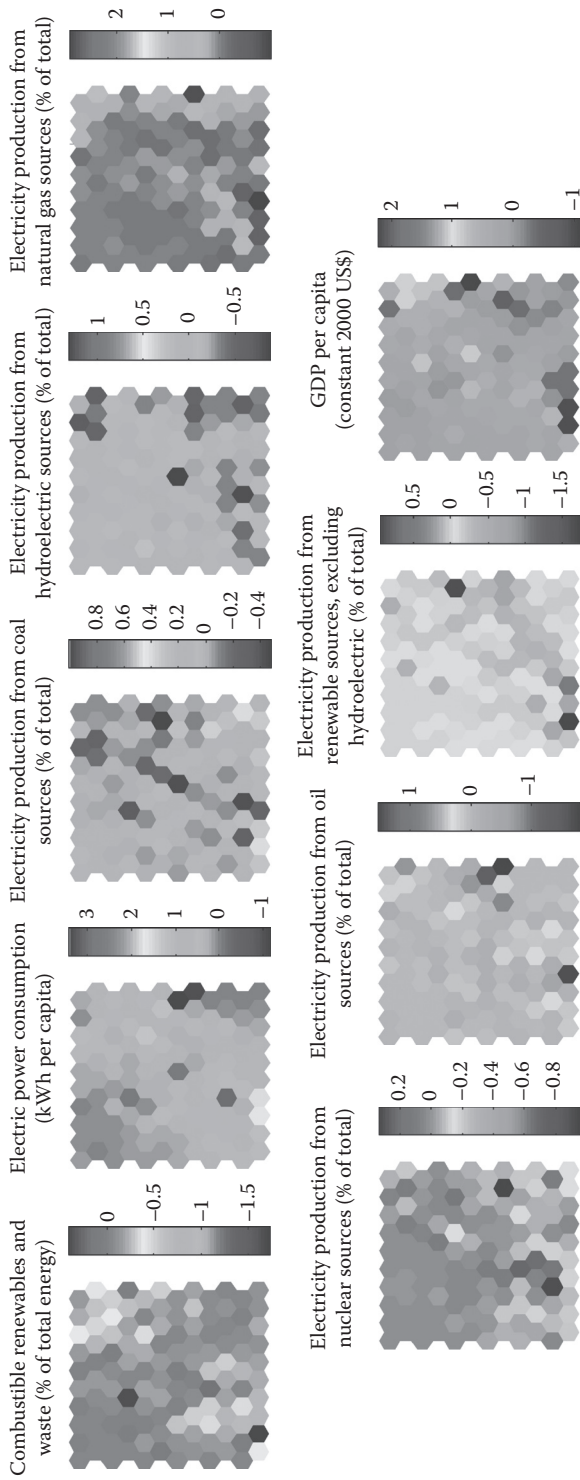 Combustible renewables and
waste (% of total energy)
0
−0.5
−1
−1.5
Electric power consumption
(kWh per capita)
3
2
1
0
−1
Electricity production from coal
sources (% of total)
0.8
0.6
0.4
0.2
0
−0.2
−0.4
Electricity production from
hydroelectric sources (% of total)
1
0.5
0
−0.5
Electricity production from
natural gas sources (% of total)
2
1
0
Electricity production from
nuclear sources (% of total)
0.2
0
−0.2
−0.4
−0.6
−0.8
Electricity production from oil
sources (% of total)
1
0
−1
Electricity production from
renewable sources, excluding
hydroelectric (% of total)
0.5
0
−0.5
−1
−1.5
GDP per capita
(constant 2000 US$)
2
1
0
−1